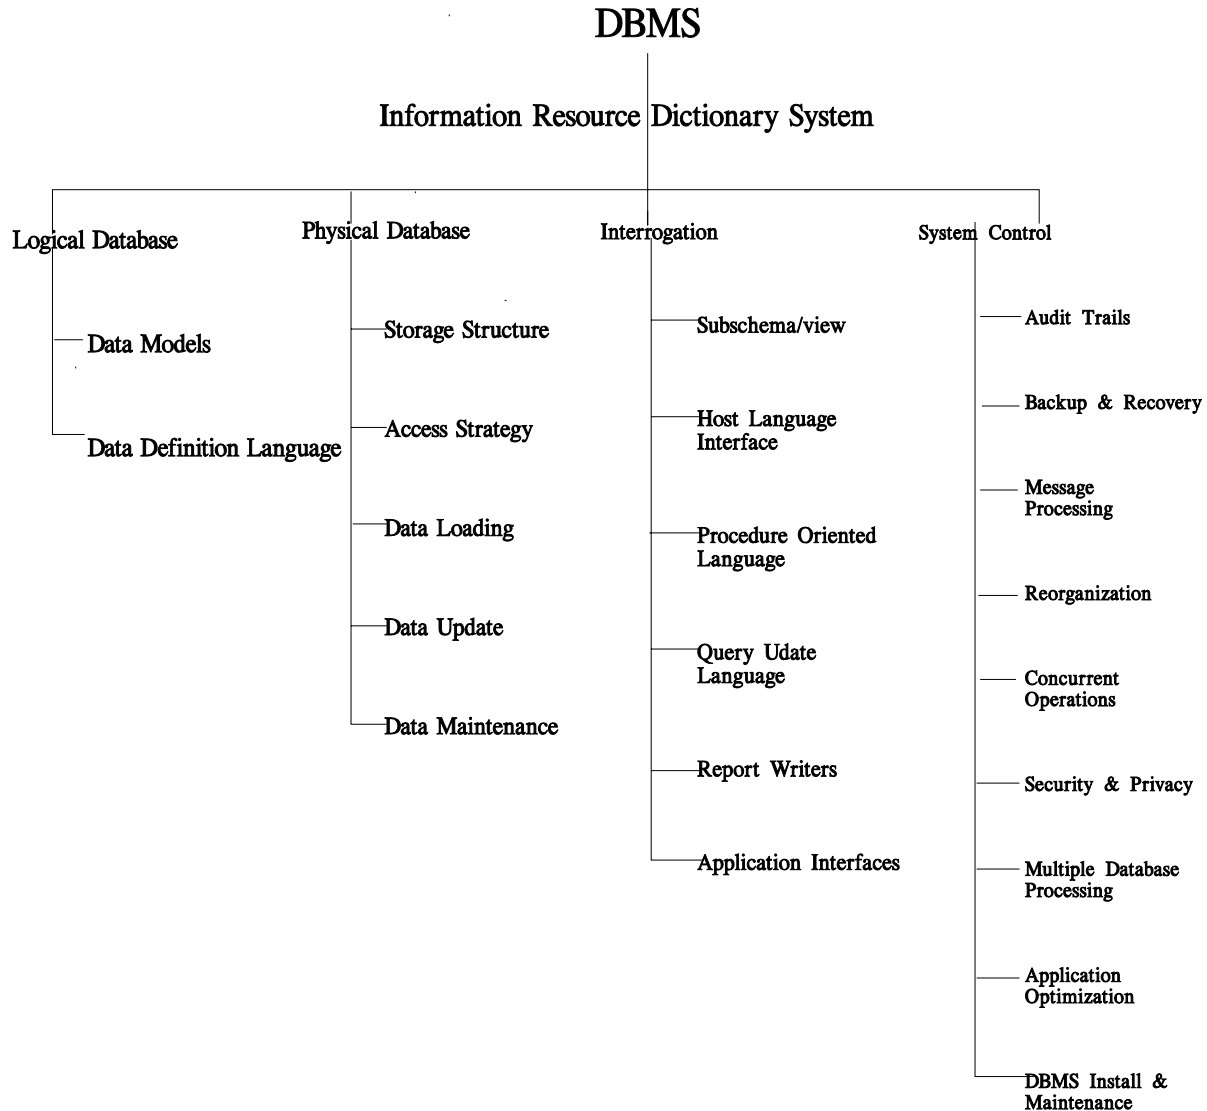 DBMS
Information Resource Dictionary System
Logical Database
Data Models
Data Definition Language
Physical Database
Storage Structure
Access Strategy
Data Loading
Data Update
Data Maintenance
Interrogation
Subschema/view
Host Language
Interface
Procedure Oriented
Language
Query Udate
Language
Report Writers
Application Interfaces
System Control
Audit Trails
Backup & Recovery
Message
Processing
Reorganization
Concurrent
Operations
Security & Privacy
Multiple Database
Processing
Application
Optimization
DBMS Install &
Maintenance